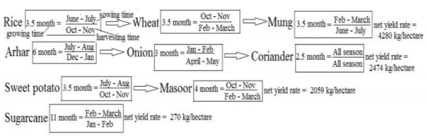 sowing time
Rice 3.5 month = June - July / Oct - Nov Wheat 3.5 month = Oct - Nov / Feb - March Mung 3.5 month = Feb - March / June - July net yield rate = 4280 kg/hectare
growing time harvesting time
Arhar 6 month = July - Aug / Dec - Jan Onion 3 month = Jan - Feb / April - May Coriander 2.5 month = All season / All season net yield rate = 2474 kg/hectare
Sweet potato 3.5 month = July - Aug / Oct - Nov Masoor 4 month = Oct - Nov / Feb - March net yield rate = 2059 kg/hectare
Sugarcane 11 month = Feb - March / Jan - Feb net yield rate = 270 kg/hectare